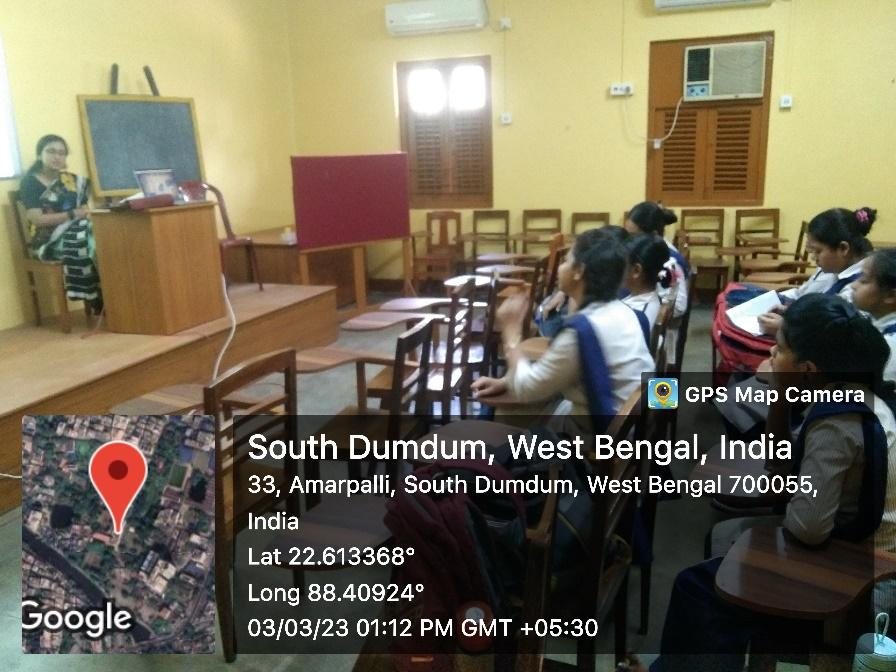 GPS Map Camera
South Dumdum, West Bengal, India
33, Amarpalli, South Dumdum, West Bengal 700055,
India
Lat 22.613368°
Long 88.40924°
03/03/23 01:12 PM GMT +05:30
Google